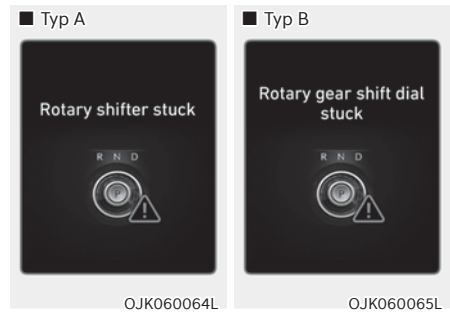 ■ Typ A
Rotary shifter stuck
R N D
P
OJK060064L
■ Typ B
Rotary gear shift dial
stuck
R N D
P
OJK060065L